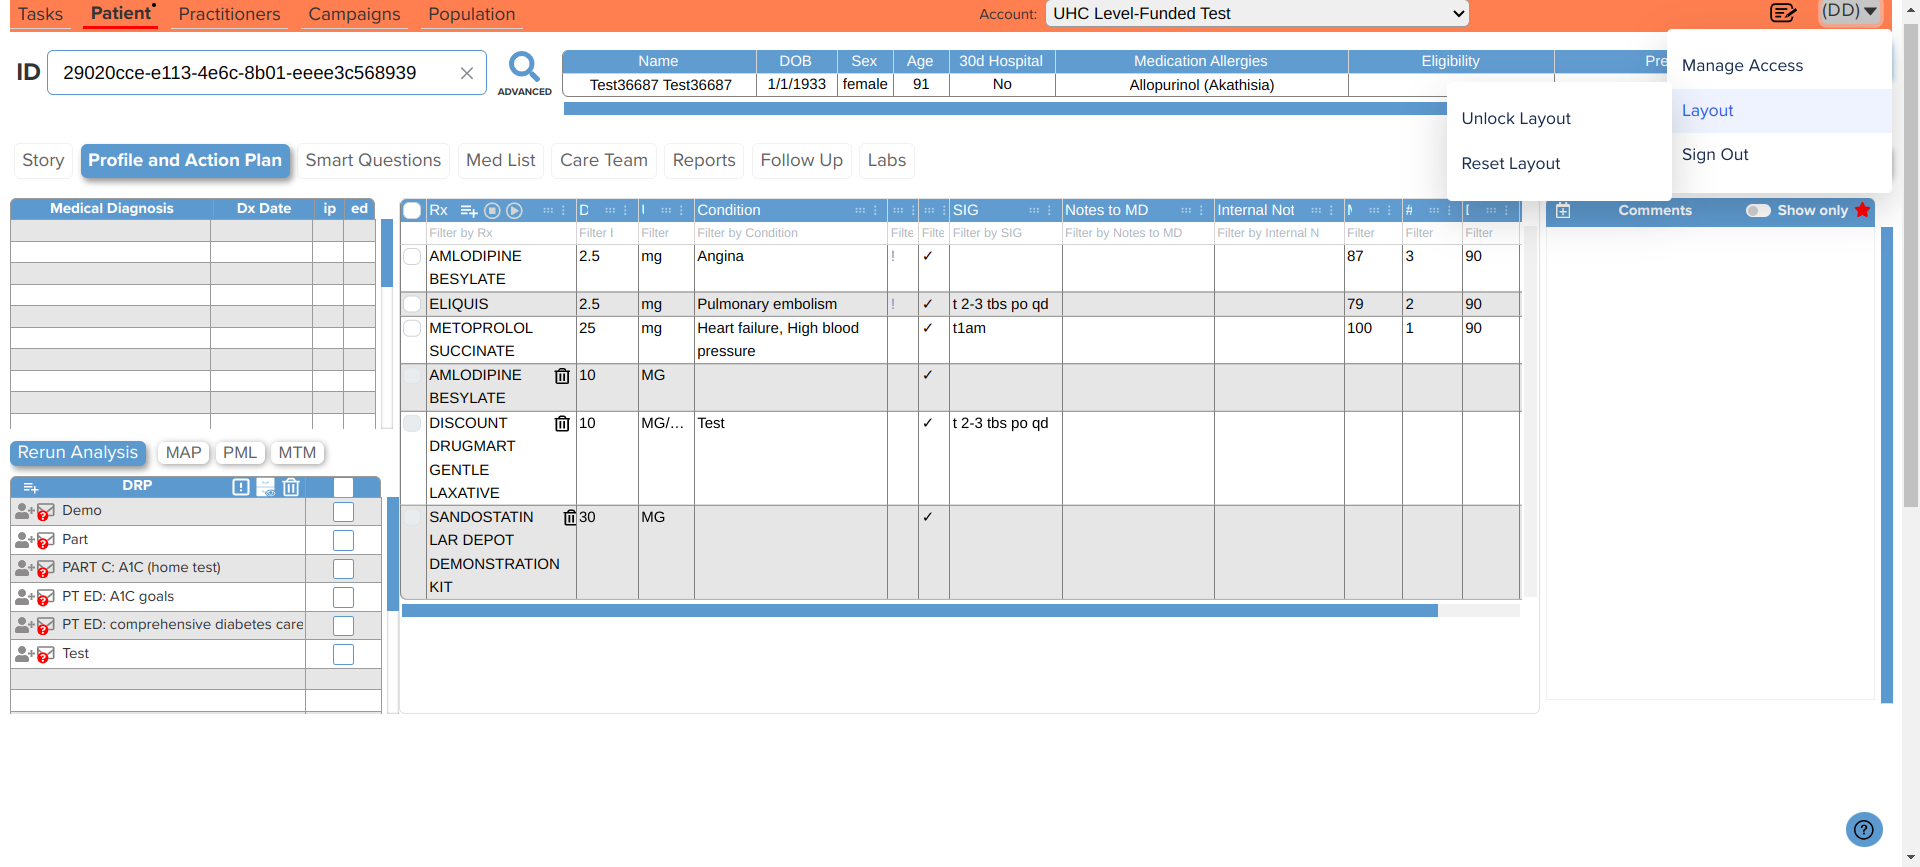 Tasks Patient Practitioners Campaigns Population Account: UHC Level-Funded Test (DD)
ID 29020cce-e113-4e6c-8b01-eeee3c568939 ADVANCED
Name DOB Sex Age 30d Hospital Medication Allergies Eligibility Pre
Test36687 Test36687 1/1/1933 female 91 No Allopurinol (Akathisia)
Manage Access
Layout
Sign Out
Unlock Layout
Reset Layout
Story Profile and Action Plan Smart Questions Med List Care Team Reports Follow Up Labs
Medical Diagnosis Dx Date ip ed
Rx D Condition SIG Notes to MD Internal Not #
Filter by Rx Filter Filter Filter by Condition Filte Filte Filter by SIG Filter by Notes to MD Filter by Internal N Filter Filter Filter
AMLODIPINE 2.5 mg Angina ! ✓ 87 3 90
BESYLATE
ELIQUIS 2.5 mg Pulmonary embolism ! ✓ t 2-3 tbs po qd 79 2 90
METOPROLOL 25 mg Heart failure, High blood ✓ t1am 100 1 90
SUCCINATE pressure
AMLODIPINE 10 MG ✓
BESYLATE
DISCOUNT 10 MG/... Test ✓ t 2-3 tbs po qd
DRUGMART
GENTLE
LAXATIVE
SANDOSTATIN 30 MG ✓
LAR DEPOT
DEMONSTRATION
KIT
Comments Show only
Rerun Analysis MAP PML MTM
DRP
Demo
Part
PART C: A1C (home test)
PT ED: A1C goals
PT ED: comprehensive diabetes care
Test